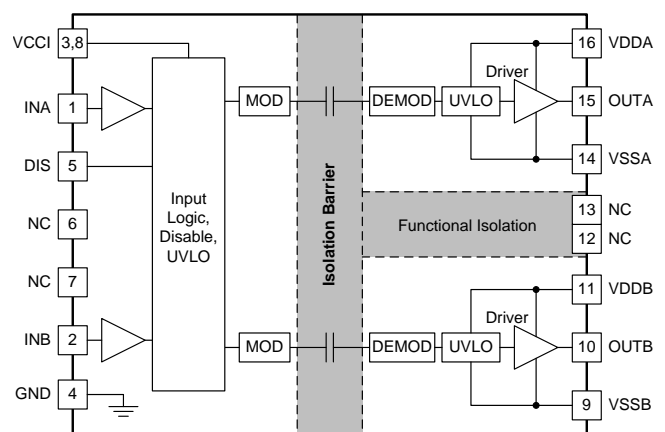 VCCI 3,8
INA 1
DIS 5
NC 6
NC 7
INB 2
GND 4
Input
Logic,
Disable,
UVLO
MOD
MOD
Isolation Barrier
DEMOD UVLO
Driver
Functional Isolation
DEMOD UVLO
Driver
16 VDDA
15 OUTA
14 VSSA
13 NC
12 NC
11 VDDB
10 OUTB
9 VSSB